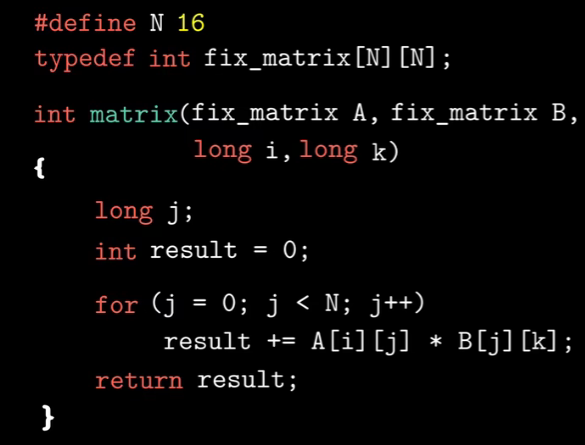 #define N 16
typedef int fix_matrix[N][N];
int matrix(fix_matrix A, fix_matrix B,
long i, long k)
{
long j;
int result = 0;
for (j = 0; j < N; j++)
result += A[i][j] * B[j][k];
return result;
}